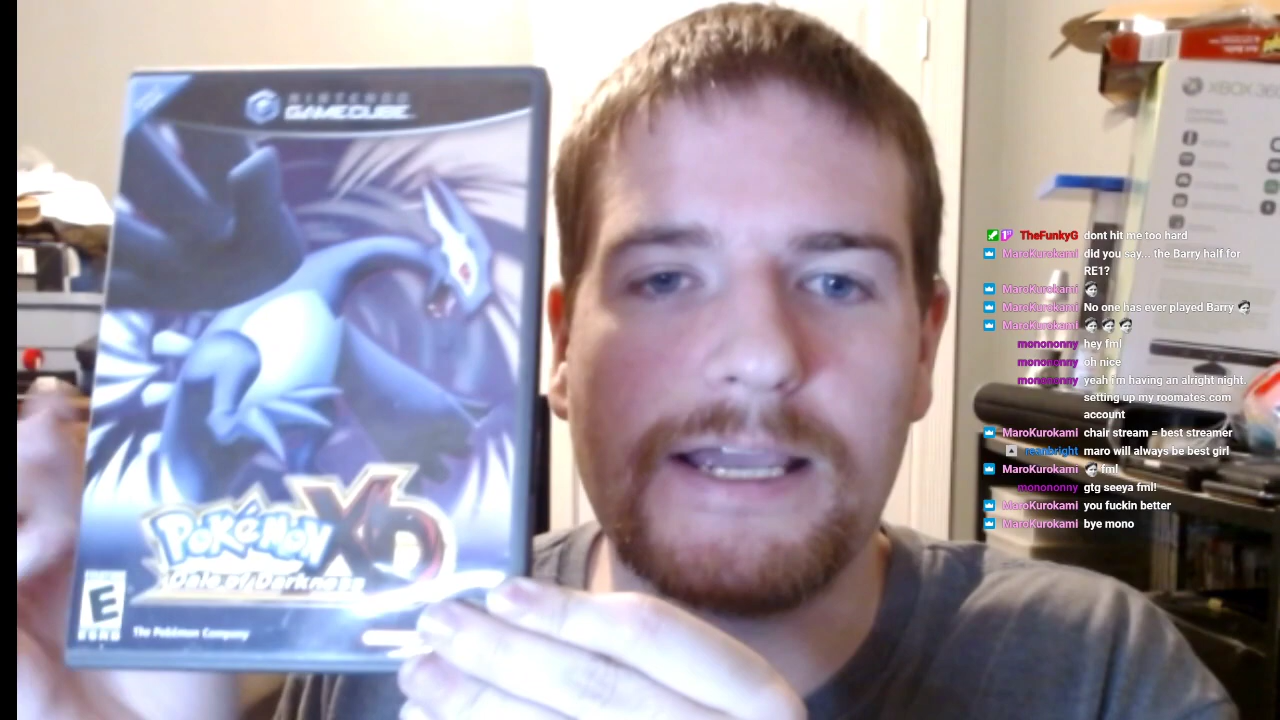 NINTENDO
GAMECUBE
POKéMON XD
Gale of Darkness
E
The Pokémon Company
XBOX 360
TheFunkyG dont hit me too hard
MaroKurokami did you say... the Barry half for
RE1?
MaroKurokami
MaroKurokami No one has ever played Barry
MaroKurokami
monononny hey fml
monononny oh nice
monononny yeah i'm having an alright night.
setting up my roomates.com
account
MaroKurokami chair stream = best streamer
maro will always be best girl
MaroKurokami fml
monononny gtg seeya fml!
MaroKurokami you fuckin better
MaroKurokami bye mono